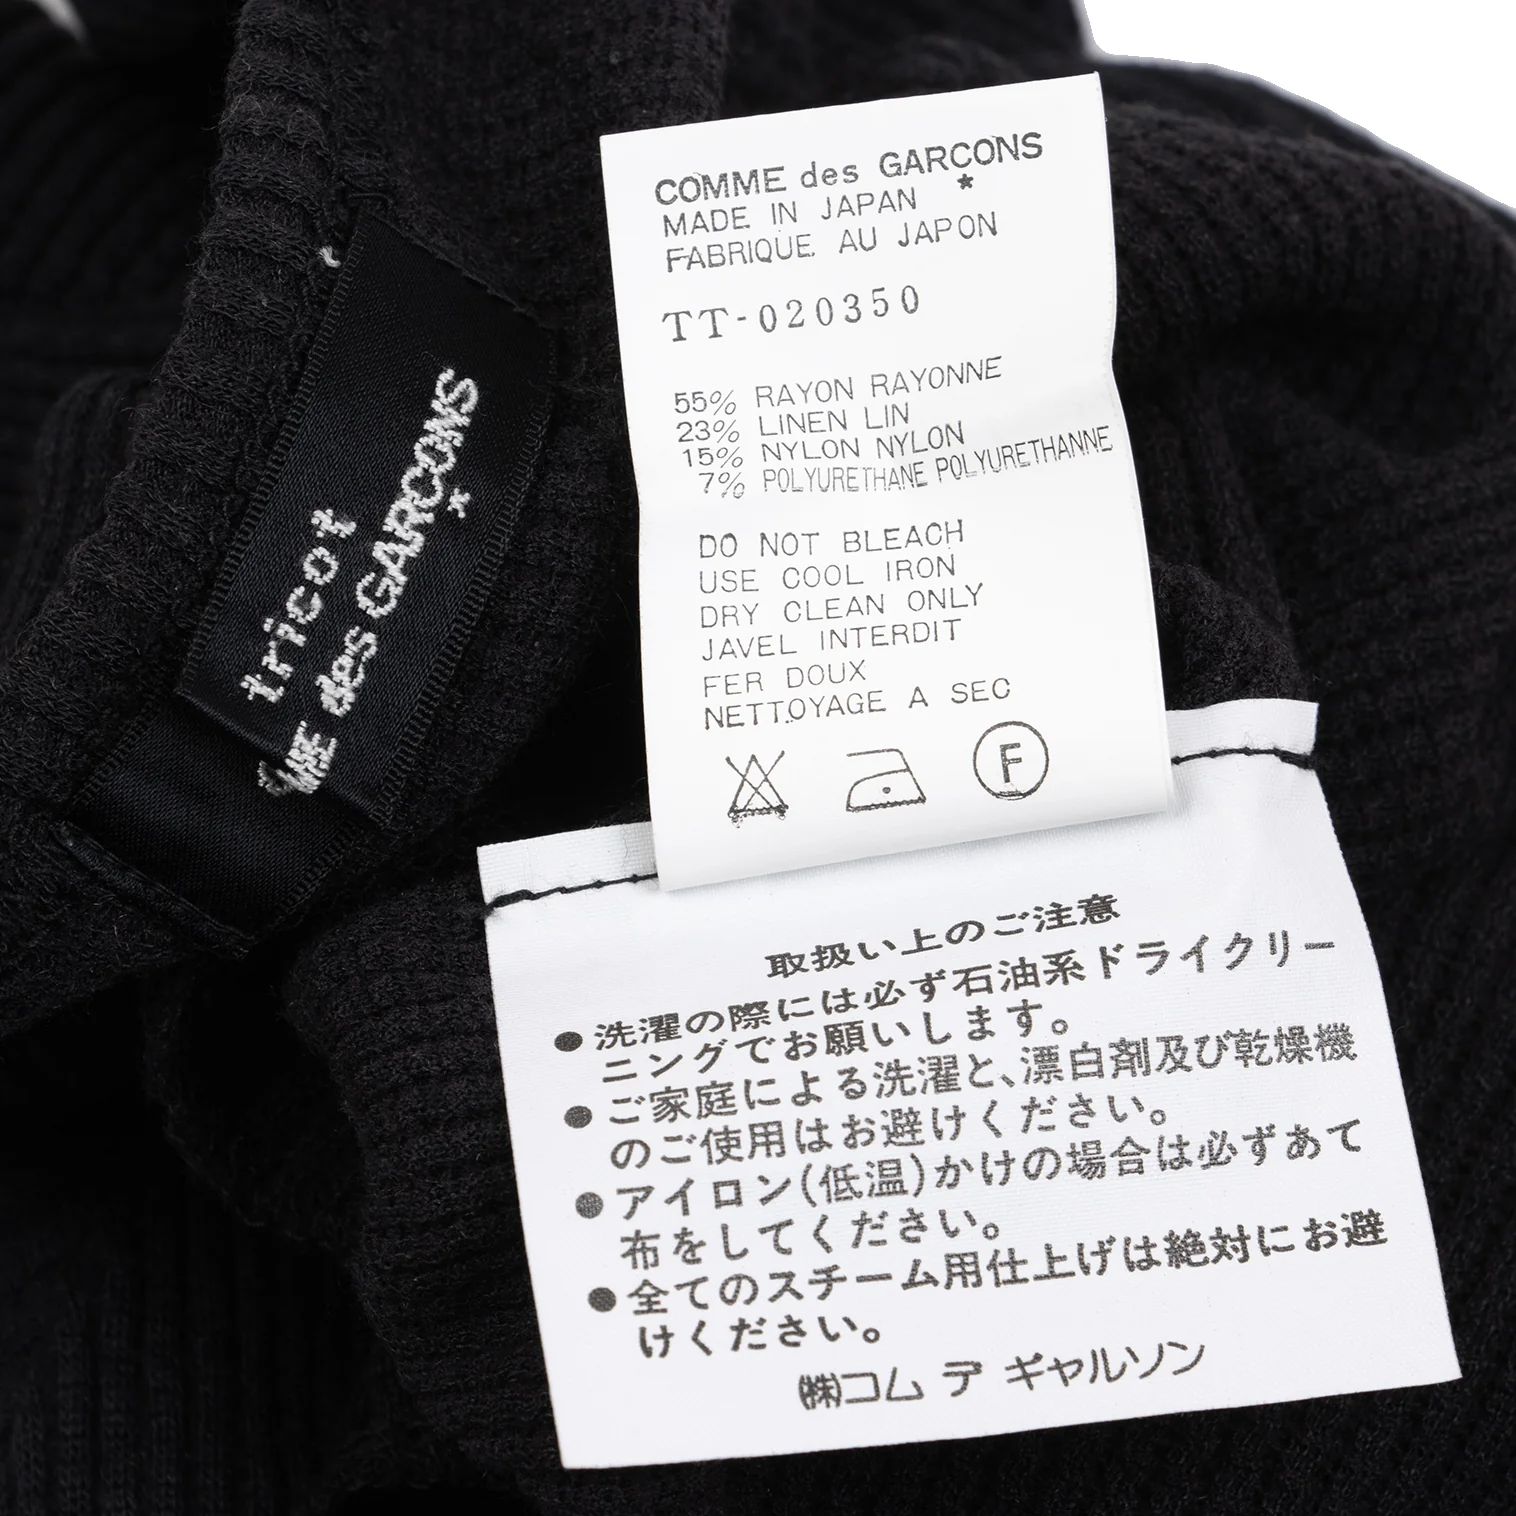 tricot
COMME des GARCONS
*
COMME des GARCONS
*
MADE IN JAPAN
FABRIQUE AU JAPON
TT-020350
55% RAYON RAYONNE
23% LINEN LIN
15% NYLON NYLON
7% POLYURETHANE POLYURETHANNE
DO NOT BLEACH
USE COOL IRON
DRY CLEAN ONLY
JAVEL INTERDIT
FER DOUX
NETTOYAGE A SEC
F
取扱い上のご注意
●洗濯の際には必ず石油系ドライクリー
ニングでお願いします。
●ご家庭による洗濯と、漂白剤及び乾燥機
のご使用はお避けください。
●アイロン(低温)かけの場合は必ずあて
布をしてください。
●全てのスチーム用仕上げは絶対にお避
けください。
㈱コム デ ギャルソン